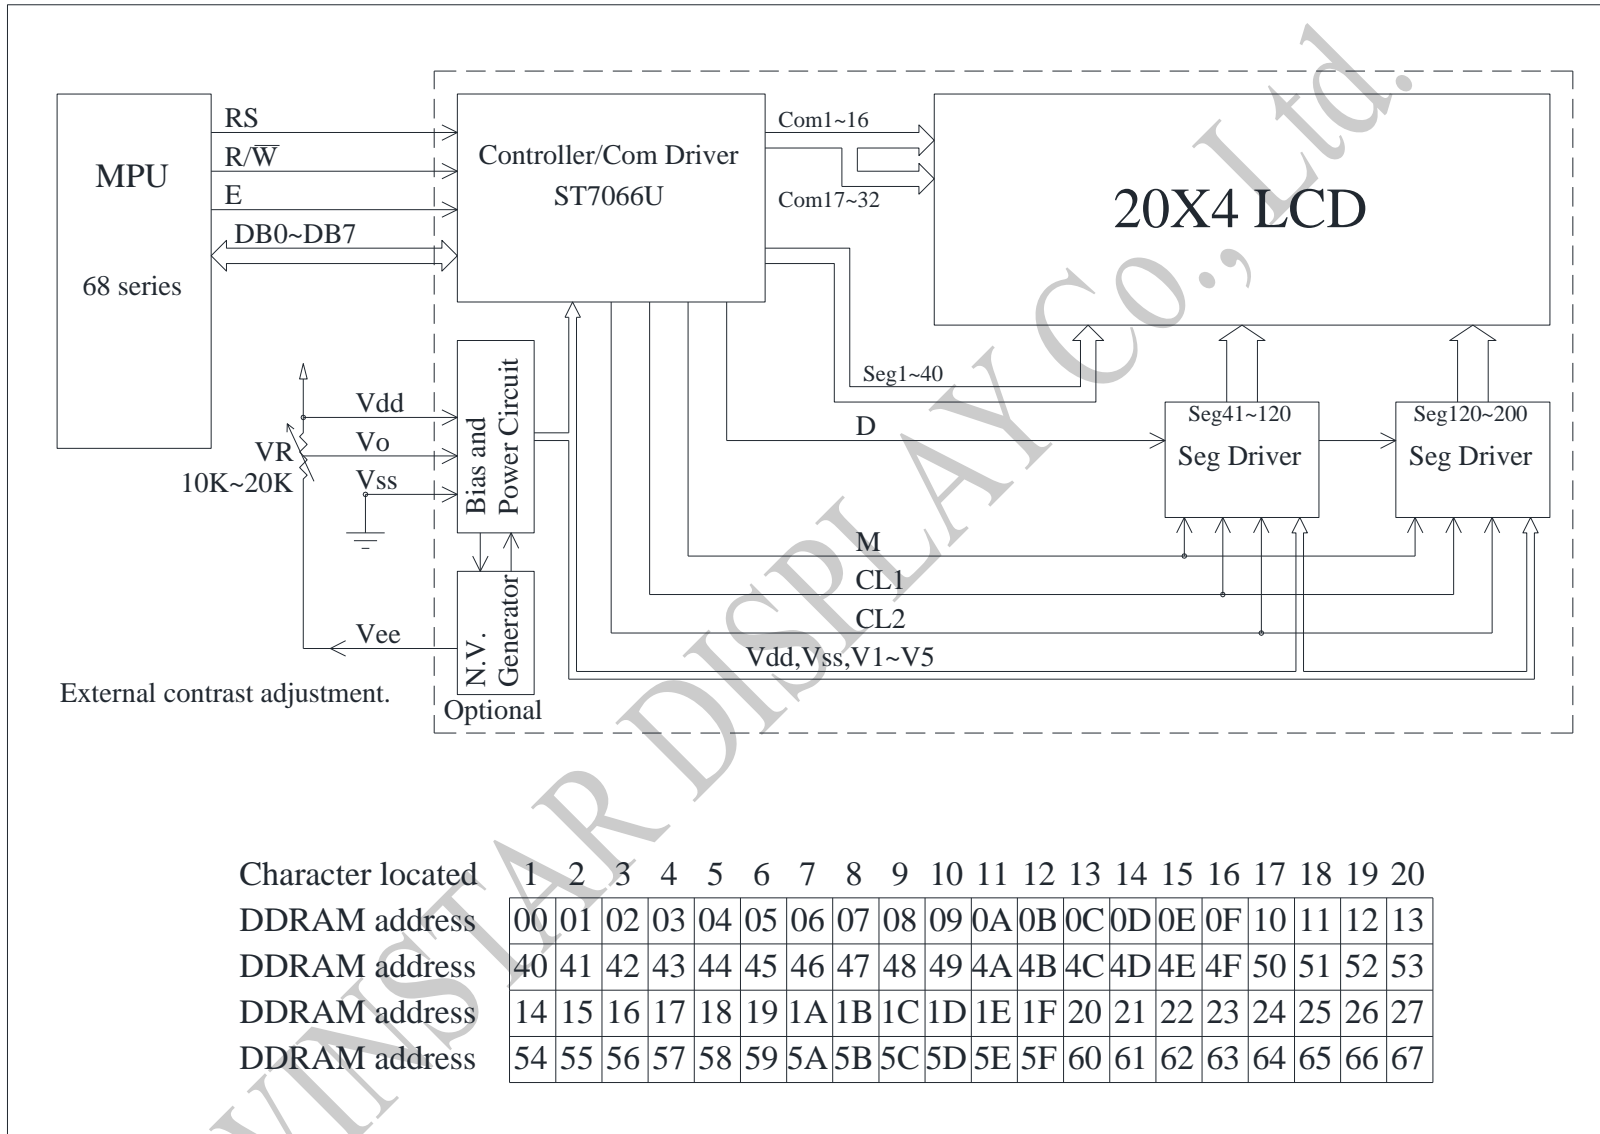 RS
R/W̅
E
DB0~DB7
MPU
68 series
Controller/Com Driver
ST7066U
Com1~16
Com17~32
20X4 LCD
Seg1~40
D
Seg41~120
Seg Driver
Seg120~200
Seg Driver
Vdd
Vo
Vss
VR
10K~20K
Bias and
Power Circuit
M
CL1
CL2
Vdd,Vss,V1~V5
Vee
N.V.
Generator
Optional
External contrast adjustment.
Character located 1 2 3 4 5 6 7 8 9 10 11 12 13 14 15 16 17 18 19 20
DDRAM address 00 01 02 03 04 05 06 07 08 09 0A 0B 0C 0D 0E 0F 10 11 12 13
DDRAM address 40 41 42 43 44 45 46 47 48 49 4A 4B 4C 4D 4E 4F 50 51 52 53
DDRAM address 14 15 16 17 18 19 1A 1B 1C 1D 1E 1F 20 21 22 23 24 25 26 27
DDRAM address 54 55 56 57 58 59 5A 5B 5C 5D 5E 5F 60 61 62 63 64 65 66 67
WINSTAR DISPLAY Co., Ltd.